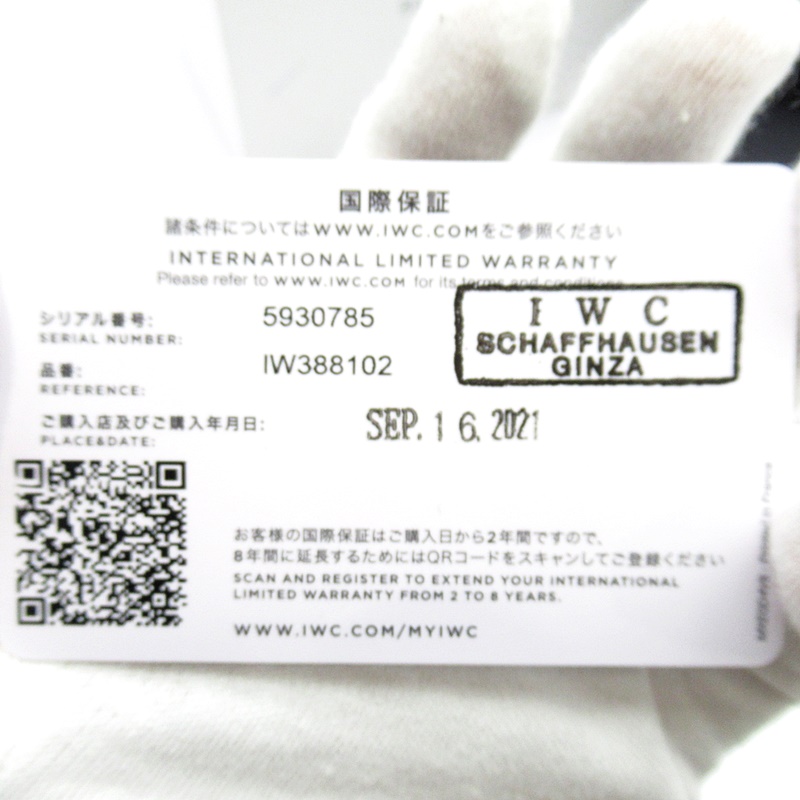 国際保証
諸条件についてはWWW.IWC.COMをご参照ください
INTERNATIONAL LIMITED WARRANTY
Please refer to WWW.IWC.COM for its terms and conditions
シリアル番号: 5930785
SERIAL NUMBER:
I W C
SCHAFFHAUSEN
GINZA
品番: IW388102
REFERENCE:
ご購入店及びご購入年月日: SEP. 16. 2021
PLACE&DATE:
お客様の国際保証はご購入日から2年間ですので、
8年間に延長するためにはQRコードをスキャンしてご登録ください
SCAN AND REGISTER TO EXTEND YOUR INTERNATIONAL
LIMITED WARRANTY FROM 2 TO 8 YEARS.
WWW.IWC.COM/MYIWC
Printed in France